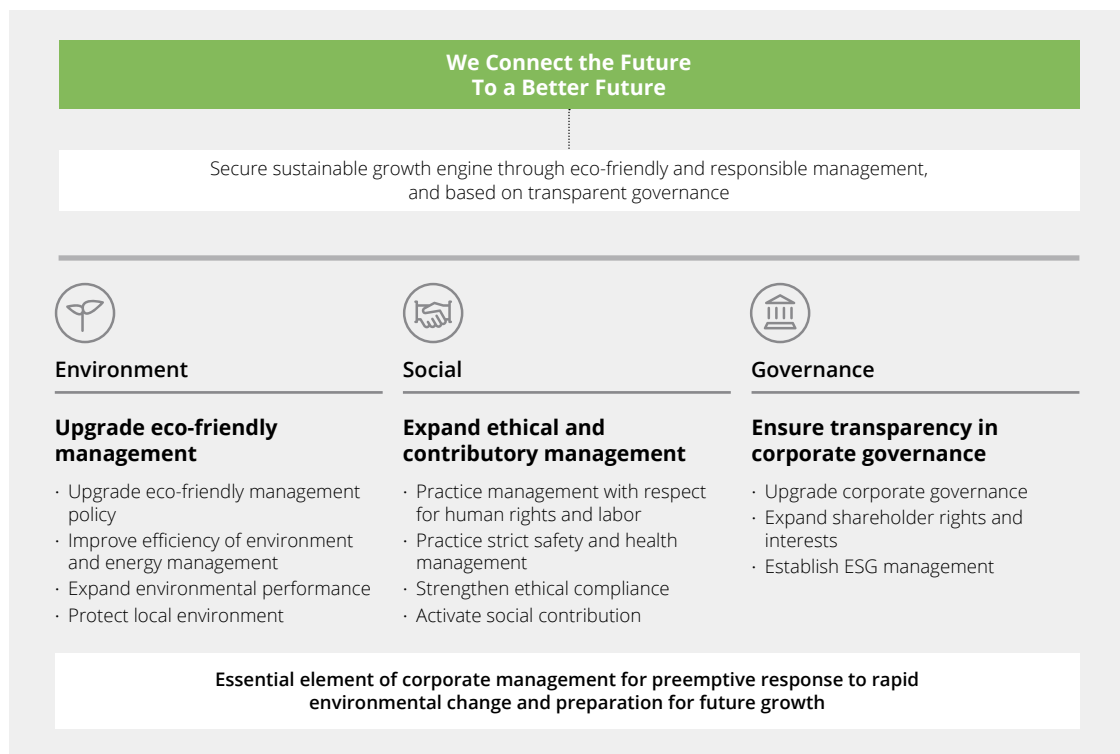 We Connect the Future
To a Better Future
Secure sustainable growth engine through eco-friendly and responsible management,
and based on transparent governance
Environment
Upgrade eco-friendly
management
· Upgrade eco-friendly management
policy
· Improve efficiency of environment
and energy management
· Expand environmental performance
· Protect local environment
Social
Expand ethical and
contributory management
· Practice management with respect
for human rights and labor
· Practice strict safety and health
management
· Strengthen ethical compliance
· Activate social contribution
Governance
Ensure transparency in
corporate governance
· Upgrade corporate governance
· Expand shareholder rights and
interests
· Establish ESG management
Essential element of corporate management for preemptive response to rapid
environmental change and preparation for future growth